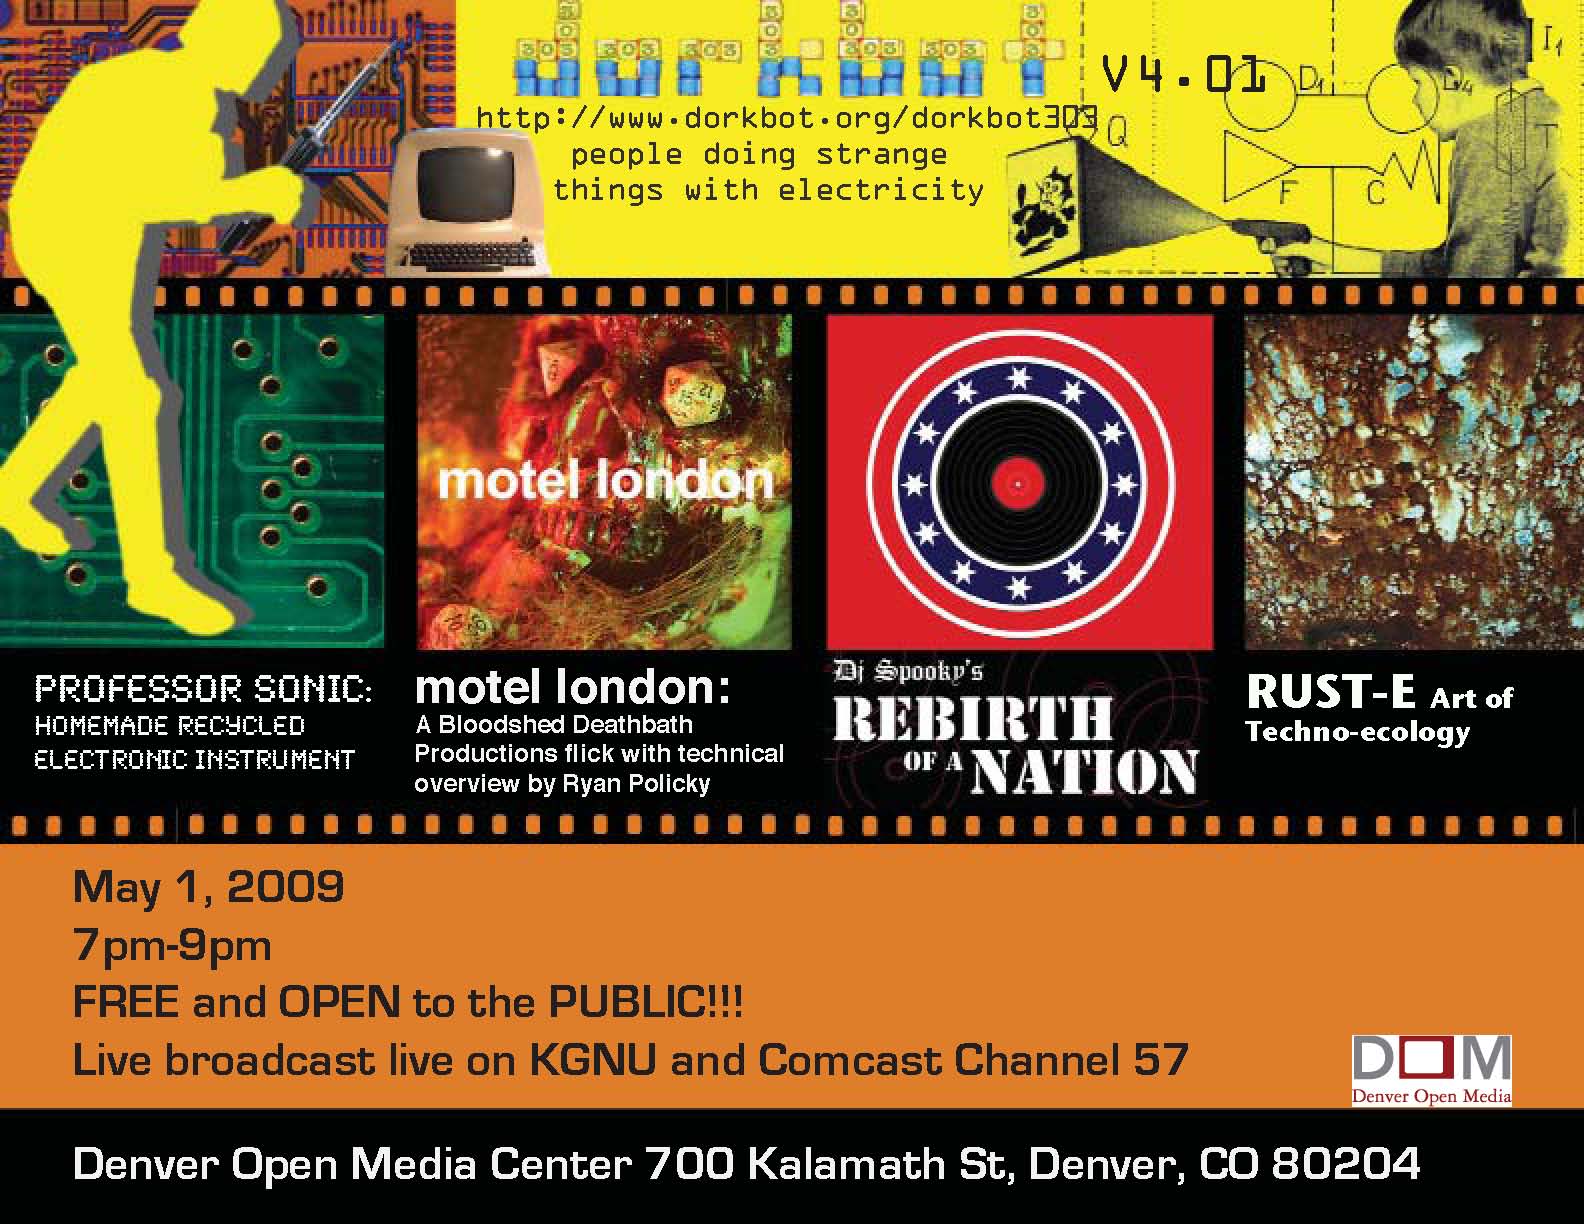 dorkbot
V4.01
http://www.dorkbot.org/dorkbot303
people doing strange
things with electricity
I1
D1
D4
Q
T
F
C
motel london
PROFESSOR SONIC:
HOMEMADE RECYCLED
ELECTRONIC INSTRUMENT
motel london:
A Bloodshed Deathbath
Productions flick with technical
overview by Ryan Policky
Dj Spooky's
REBIRTH
OF A NATION
RUST-E Art of
Techno-ecology
May 1, 2009
7pm-9pm
FREE and OPEN to the PUBLIC!!!
Live broadcast live on KGNU and Comcast Channel 57
DOM
Denver Open Media
Denver Open Media Center 700 Kalamath St, Denver, CO 80204